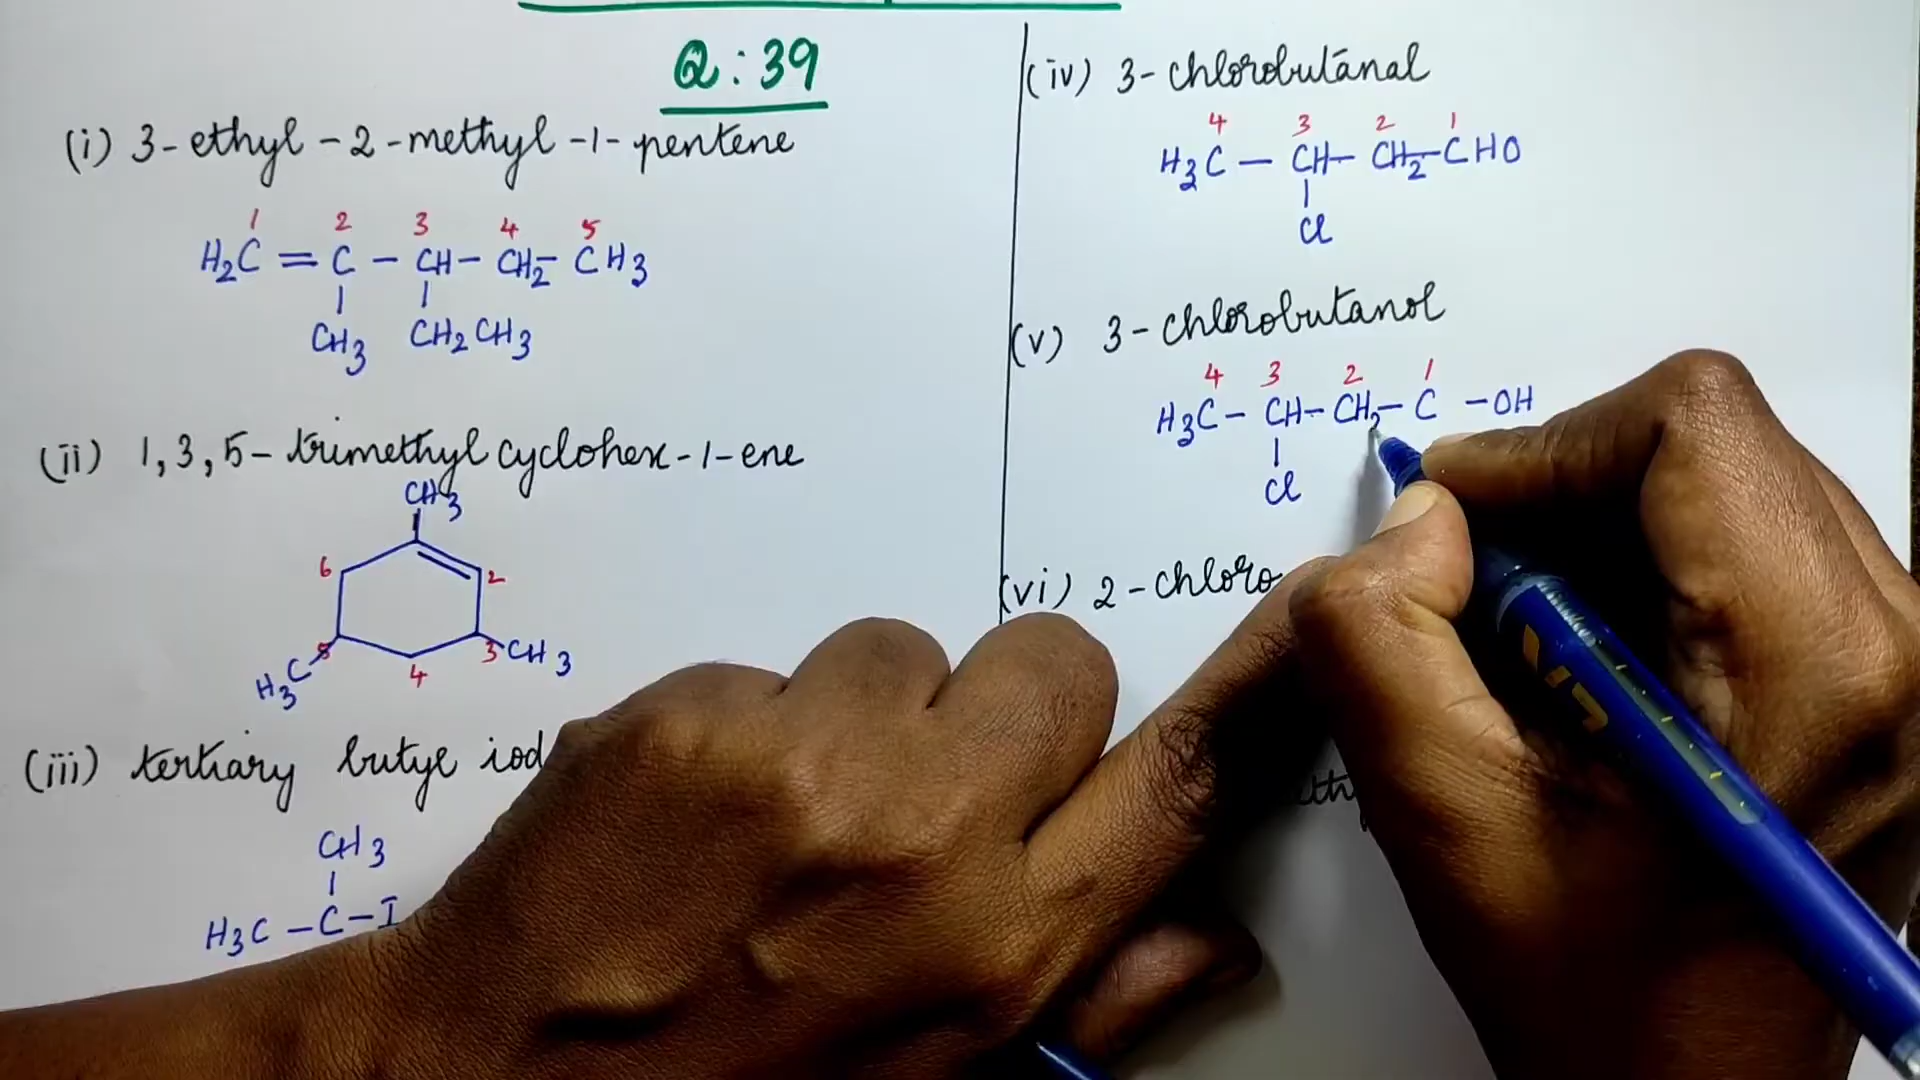 Q : 39
(i) 3-ethyl-2-methyl-1-pentene
1 2 3 4 5
H2C = C - CH - CH2 - CH3
CH3 CH2CH3
(ii) 1,3,5-trimethylcyclohex-1-ene
CH3
6 2
5 3 CH3
H3C 4
(iii) tertiary butyl iod
CH3
H3C - C - I
(iv) 3-chlorobutanal
4 3 2 1
H3C - CH - CH2 - CHO
Cl
(v) 3-chlorobutanol
4 3 2 1
H3C - CH - CH2 - C - OH
Cl
(vi) 2-chloro